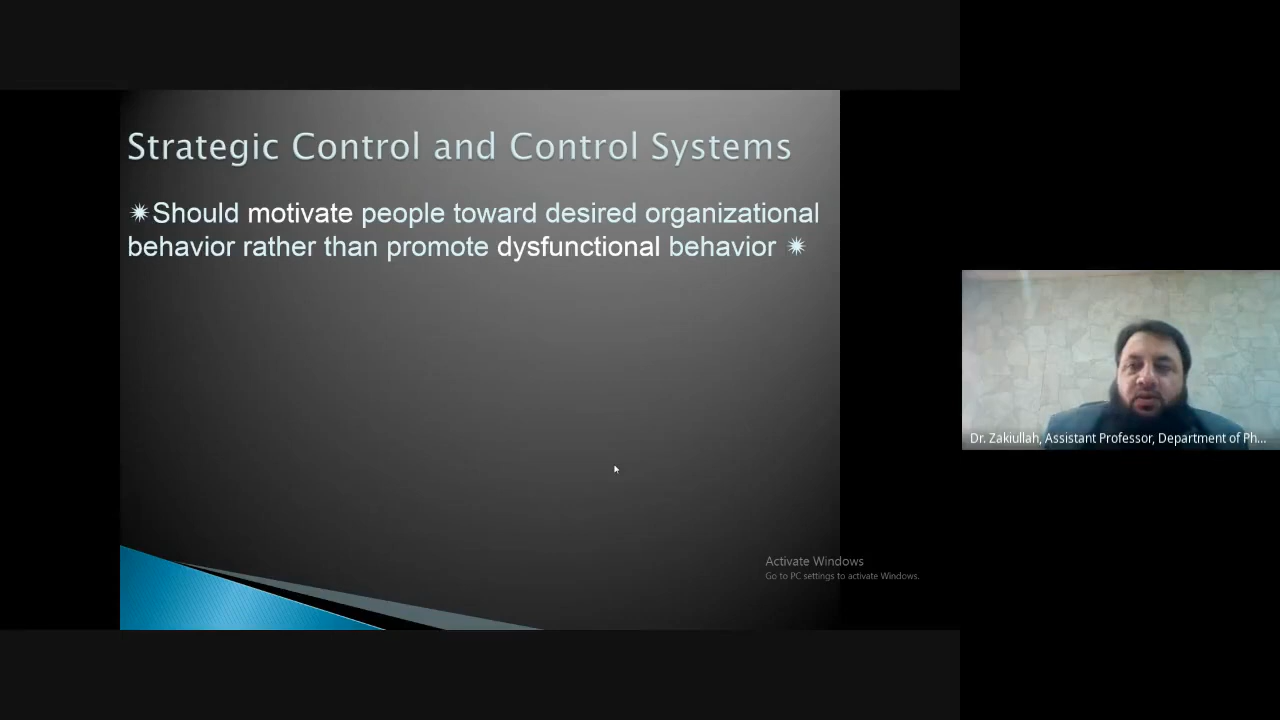 Strategic Control and Control Systems
✷Should motivate people toward desired organizational
behavior rather than promote dysfunctional behavior ✷
Activate Windows
Go to PC settings to activate Windows.
Dr. Zakiullah, Assistant Professor, Department of Ph...